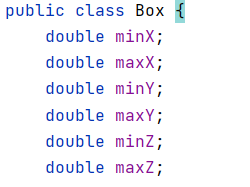 public class Box {
    double minX;
    double maxX;
    double minY;
    double maxY;
    double minZ;
    double maxZ;